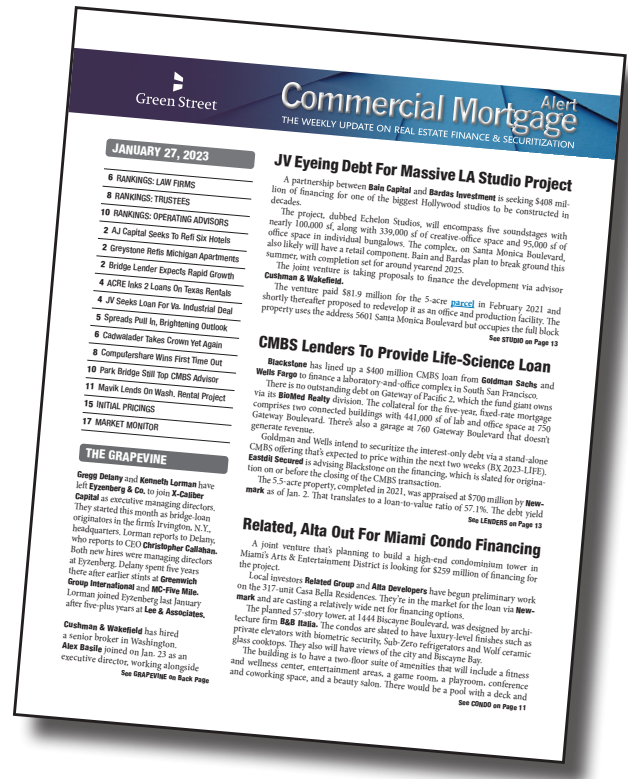 Green Street
Commercial Mortgage
Alert
THE WEEKLY UPDATE ON REAL ESTATE FINANCE & SECURITIZATION
JANUARY 27, 2023
6 RANKINGS: LAW FIRMS
8 RANKINGS: TRUSTEES
10 RANKINGS: OPERATING ADVISORS
2 AJ Capital Seeks To Refi Six Hotels
2 Greystone Refis Michigan Apartments
2 Bridge Lender Expects Rapid Growth
4 ACRE Inks 2 Loans On Texas Rentals
4 JV Seeks Loan For Va. Industrial Deal
5 Spreads Pull In, Brightening Outlook
6 Cadwalader Takes Crown Yet Again
8 Computershare Wins First Time Out
10 Park Bridge Still Top CMBS Advisor
11 Mavik Lends On Wash. Rental Project
15 INITIAL PRICINGS
17 MARKET MONITOR
THE GRAPEVINE
Gregg Delany and Kenneth Lorman have
left Eyzenberg & Co. to join X-Caliber
Capital as executive managing directors.
They started this month as bridge-loan
originators in the firm's Irvington, N.Y.,
headquarters. Lorman reports to Delany,
who reports to CEO Christopher Callahan.
Both new hires were managing directors
at Eyzenberg. Delany spent five years
there after earlier stints at Greenwich
Group International and MC-Five Mile.
Lorman joined Eyzenberg last January
after five-plus years at Lee & Associates.
Cushman & Wakefield has hired
a senior broker in Washington.
Alex Basile joined on Jan. 23 as an
executive director, working alongside
See GRAPEVINE on Back Page
JV Eyeing Debt For Massive LA Studio Project
A partnership between Bain Capital and Bardas Investment is seeking $408 mil-
lion of financing for one of the biggest Hollywood studios to be constructed in
decades.
The project, dubbed Echelon Studios, will encompass five soundstages with
nearly 100,000 sf, along with 339,000 sf of creative-office space and 95,000 sf of
office space in individual bungalows. The complex, on Santa Monica Boulevard,
also likely will have a retail component. Bain and Bardas plan to break ground this
summer, with completion set for around yearend 2025.
The joint venture is taking proposals to finance the development via advisor
Cushman & Wakefield.
The venture paid $81.9 million for the 5-acre parcel in February 2021 and
shortly thereafter proposed to redevelop it as an office and production facility. The
property uses the address 5601 Santa Monica Boulevard but occupies the full block
See STUDIO on Page 13
CMBS Lenders To Provide Life-Science Loan
Blackstone has lined up a $400 million CMBS loan from Goldman Sachs and
Wells Fargo to finance a laboratory-and-office complex in South San Francisco.
There is no outstanding debt on Gateway of Pacific 2, which the fund giant owns
via its BioMed Realty division. The collateral for the five-year, fixed-rate mortgage
comprises two connected buildings with 441,000 sf of lab and office space at 750
Gateway Boulevard. There's also a garage at 760 Gateway Boulevard that doesn't
generate revenue.
Goldman and Wells intend to securitize the interest-only debt via a stand-alone
CMBS offering that's expected to price within the next two weeks (BX 2023-LIFE).
Eastdil Secured is advising Blackstone on the financing, which is slated for origina-
tion on or before the closing of the CMBS transaction.
The 5.5-acre property, completed in 2021, was appraised at $700 million by New-
mark as of Jan. 2. That translates to a loan-to-value ratio of 57.1%. The debt yield
See LENDERS on Page 13
Related, Alta Out For Miami Condo Financing
A joint venture that's planning to build a high-end condominium tower in
Miami's Arts & Entertainment District is looking for $259 million of financing for
the project.
Local investors Related Group and Alta Developers have begun preliminary work
on the 317-unit Casa Bella Residences. They're in the market for the loan via New-
mark and are casting a relatively wide net for financing options.
The planned 57-story tower, at 1444 Biscayne Boulevard, was designed by archi-
tecture firm B&B Italia. The condos are slated to have luxury-level finishes such as
private elevators with biometric security, Sub-Zero refrigerators and Wolf ceramic
glass cooktops. They also will have views of the city and Biscayne Bay.
The building is to have a two-floor suite of amenities that will include a fitness
and wellness center, entertainment areas, a game room, a playroom, conference
and coworking space, and a beauty salon. There would be a pool with a deck and
See CONDO on Page 11